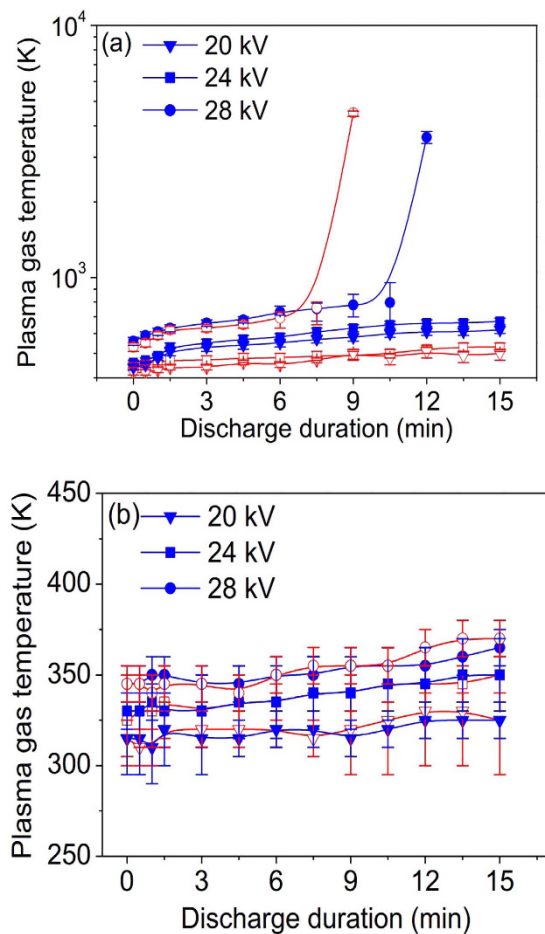 (a)
20 kV
24 kV
28 kV
Plasma gas temperature (K)
10⁴
10³
0 3 6 9 12 15
Discharge duration (min)
(b)
20 kV
24 kV
28 kV
Plasma gas temperature (K)
450
400
350
300
250
0 3 6 9 12 15
Discharge duration (min)